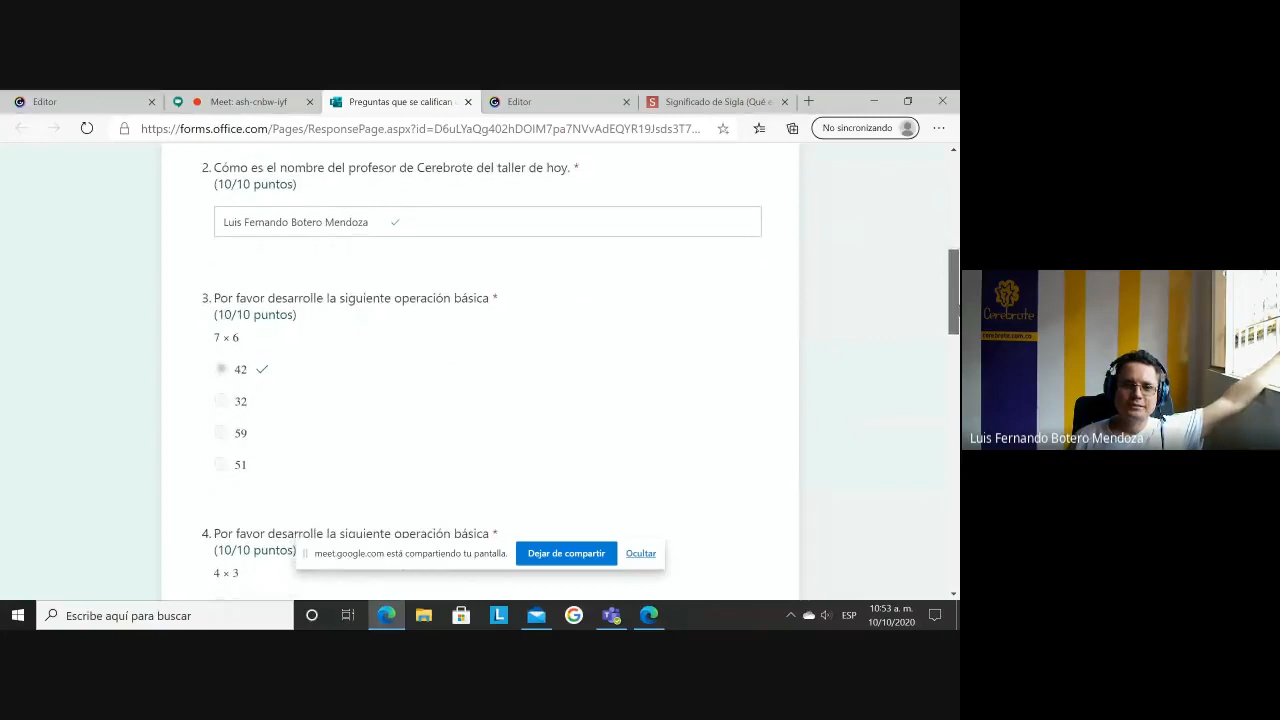 Editor
Meet: ash-cnbw-iyf
Preguntas que se califican
Editor
Significado de Sigla (Qué e
https://forms.office.com/Pages/ResponsePage.aspx?id=D6uLYaQg402hDOIM7pa7NVvAdEQYR19Jsds3T7...
No sincronizando
2. Cómo es el nombre del profesor de Cerebrote del taller de hoy. *
(10/10 puntos)
Luis Fernando Botero Mendoza
3. Por favor desarrolle la siguiente operación básica *
(10/10 puntos)
7 × 6
42
32
59
51
4. Por favor desarrolle la siguiente operación básica *
(10/10 puntos)
4 × 3
meet.google.com está compartiendo tu pantalla.
Dejar de compartir
Ocultar
Escribe aquí para buscar
ESP
10:53 a. m.
10/10/2020
Cerebrote
cerebrote.com.co
Luis Fernando Botero Mendoza